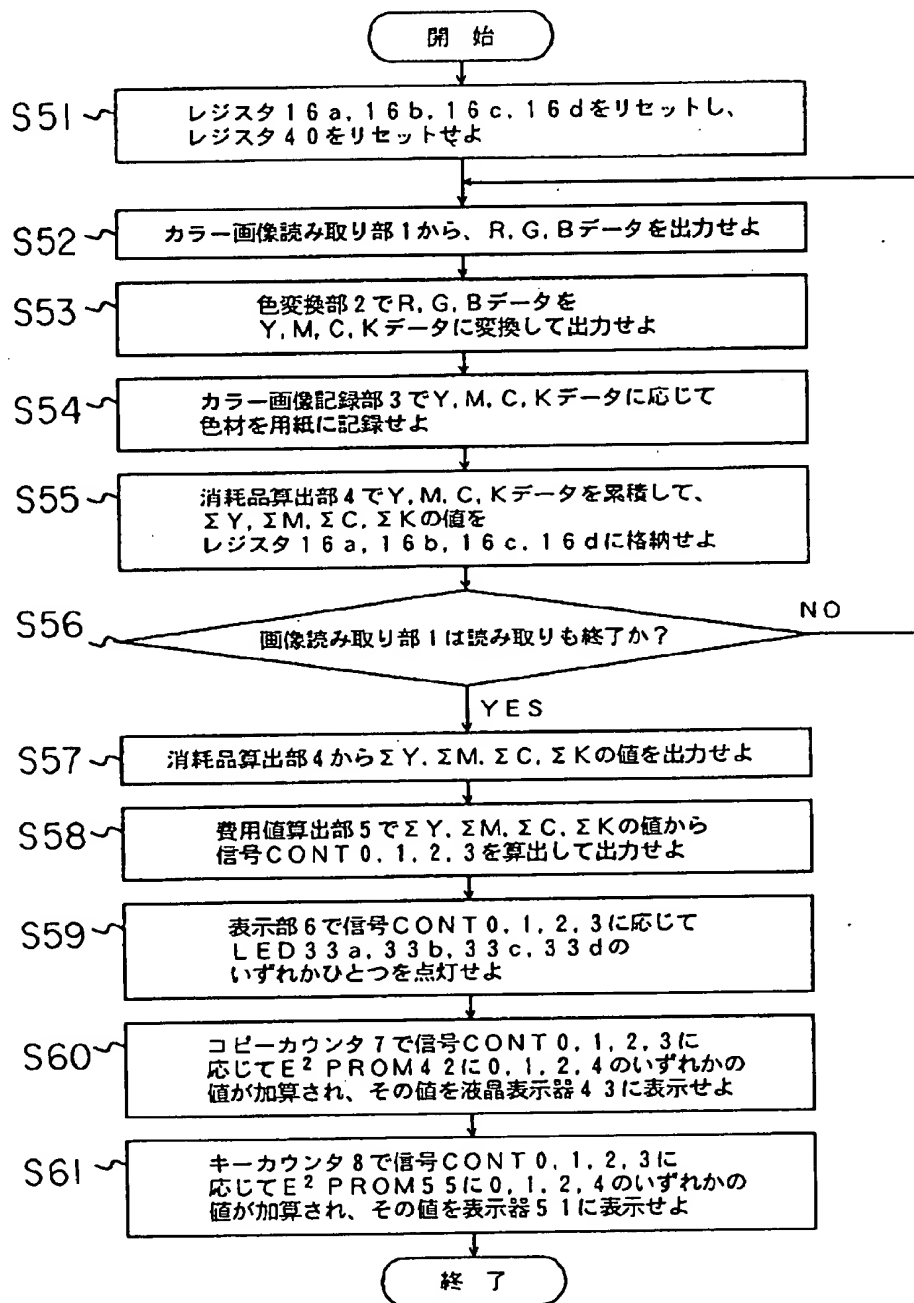 開 始
S51
レジスタ16a, 16b, 16c, 16dをリセットし、
レジスタ40をリセットせよ
S52
カラー画像読み取り部1から、R, G, Bデータを出力せよ
S53
色変換部2でR, G, Bデータを
Y, M, C, Kデータに変換して出力せよ
S54
カラー画像記録部3でY, M, C, Kデータに応じて
色材を用紙に記録せよ
S55
消耗品算出部4でY, M, C, Kデータを累積して、
ΣY, ΣM, ΣC, ΣKの値を
レジスタ16a, 16b, 16c, 16dに格納せよ
S56
画像読み取り部1は読み取りも終了か？
NO
YES
S57
消耗品算出部4からΣY, ΣM, ΣC, ΣKの値を出力せよ
S58
費用値算出部5でΣY, ΣM, ΣC, ΣKの値から
信号CONT0, 1, 2, 3を算出して出力せよ
S59
表示部6で信号CONT0, 1, 2, 3に応じて
LED33a, 33b, 33c, 33dの
いずれかひとつを点灯せよ
S60
コピーカウンタ7で信号CONT0, 1, 2, 3に
応じてE² PROM42に0, 1, 2, 4のいずれかの
値が加算され、その値を液晶表示器43に表示せよ
S61
キーカウンタ8で信号CONT0, 1, 2, 3に
応じてE² PROM55に0, 1, 2, 4のいずれかの
値が加算され、その値を表示器51に表示せよ
終 了